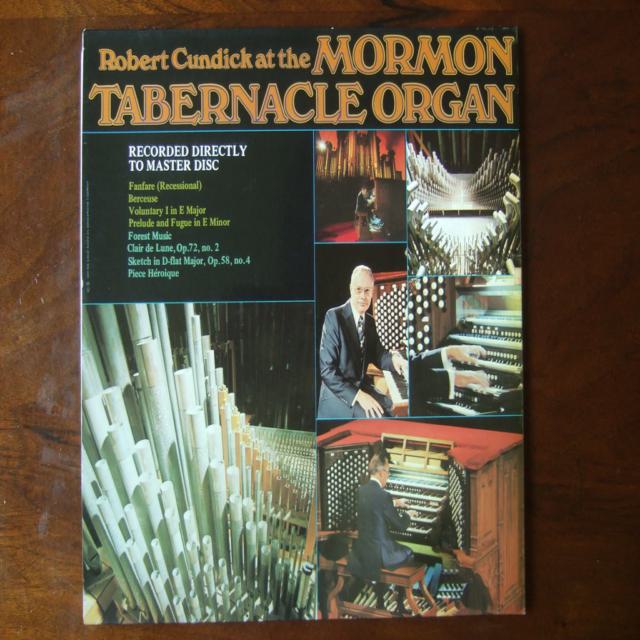 Robert Cundick at the MORMON
TABERNACLE ORGAN
RECORDED DIRECTLY
TO MASTER DISC
Fanfare (Recessional)
Berceuse
Voluntary I in E Major
Prelude and Fugue in E Minor
Forest Music
Clair de Lune, Op.72, no. 2
Sketch in D-flat Major, Op.58, no.4
Piece Héroique